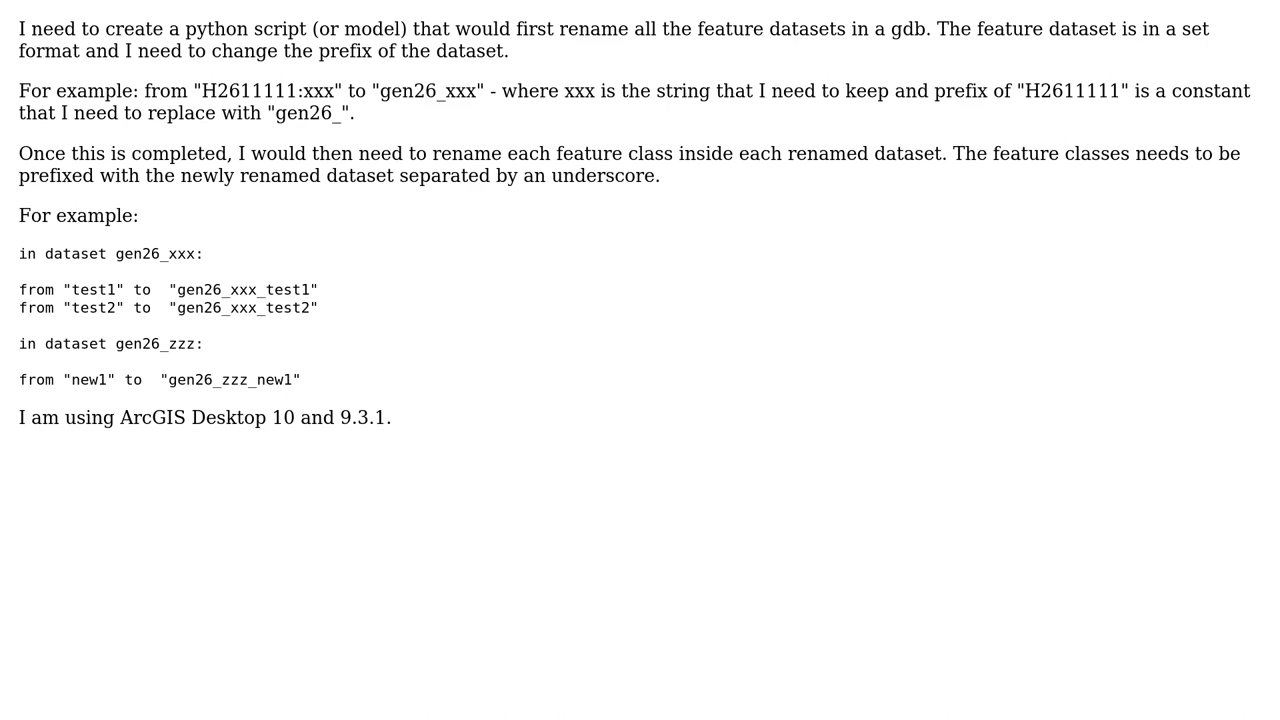 I need to create a python script (or model) that would first rename all the feature datasets in a gdb. The feature dataset is in a set
format and I need to change the prefix of the dataset.
For example: from "H2611111:xxx" to "gen26_xxx" - where xxx is the string that I need to keep and prefix of "H2611111" is a constant
that I need to replace with "gen26_".
Once this is completed, I would then need to rename each feature class inside each renamed dataset. The feature classes needs to be
prefixed with the newly renamed dataset separated by an underscore.
For example:
in dataset gen26_xxx:
from "test1" to  "gen26_xxx_test1"
from "test2" to  "gen26_xxx_test2"
in dataset gen26_zzz:
from "new1" to  "gen26_zzz_new1"
I am using ArcGIS Desktop 10 and 9.3.1.